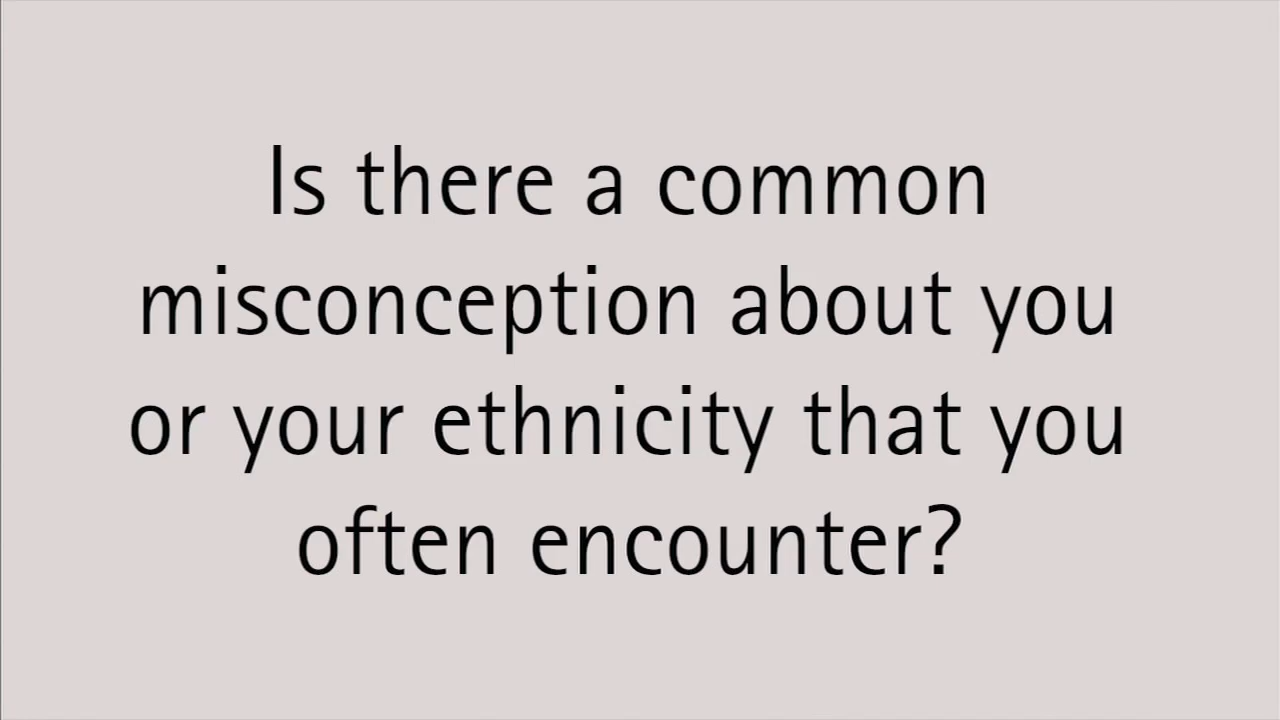 Is there a common
misconception about you
or your ethnicity that you
often encounter?